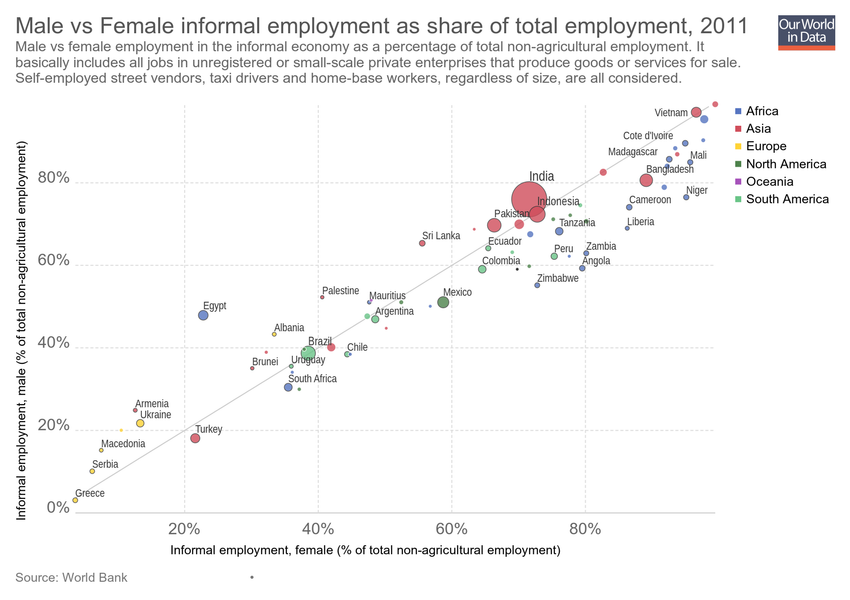 Male vs Female informal employment as share of total employment, 2011
Our World
in Data
Male vs female employment in the informal economy as a percentage of total non-agricultural employment. It
basically includes all jobs in unregistered or small-scale private enterprises that produce goods or services for sale.
Self-employed street vendors, taxi drivers and home-base workers, regardless of size, are all considered.
Informal employment, male (% of total non-agricultural employment)
80%
60%
40%
20%
0%
Vietnam
Cote d'Ivoire
Madagascar
Mali
Bangladesh
India
Niger
Indonesia
Cameroon
Pakistan
Tanzania
Liberia
Sri Lanka
Ecuador
Peru
Zambia
Colombia
Angola
Zimbabwe
Palestine
Mauritius
Mexico
Egypt
Argentina
Albania
Brazil
Chile
Brunei
Uruguay
South Africa
Armenia
Ukraine
Turkey
Macedonia
Serbia
Greece
20%
40%
60%
80%
Informal employment, female (% of total non-agricultural employment)
Africa
Asia
Europe
North America
Oceania
South America
Source: World Bank